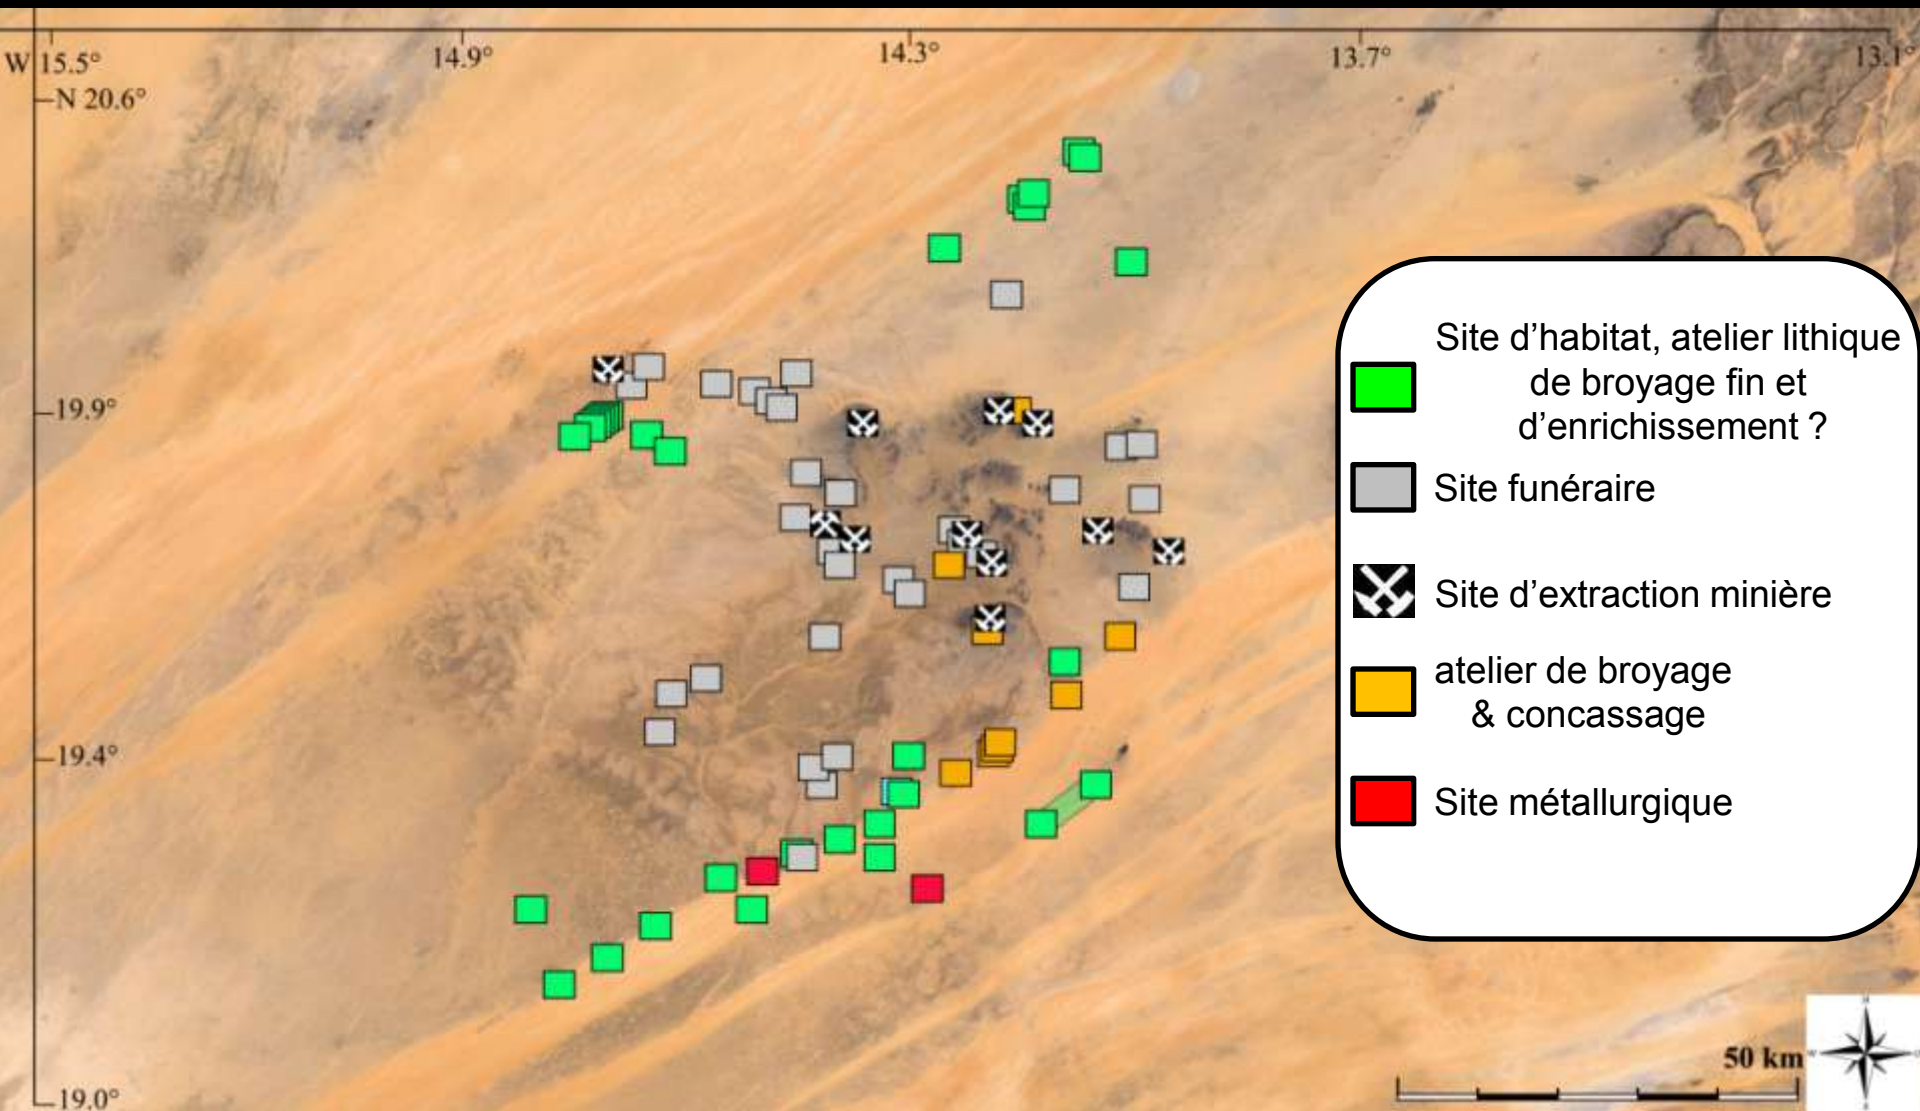 W 15.5°
14.9°
14.3°
13.7°
13.1°
N 20.6°
19.9°
19.4°
19.0°
Site d’habitat, atelier lithique
de broyage fin et
d’enrichissement ?
Site funéraire
Site d’extraction minière
atelier de broyage
& concassage
Site métallurgique
50 km